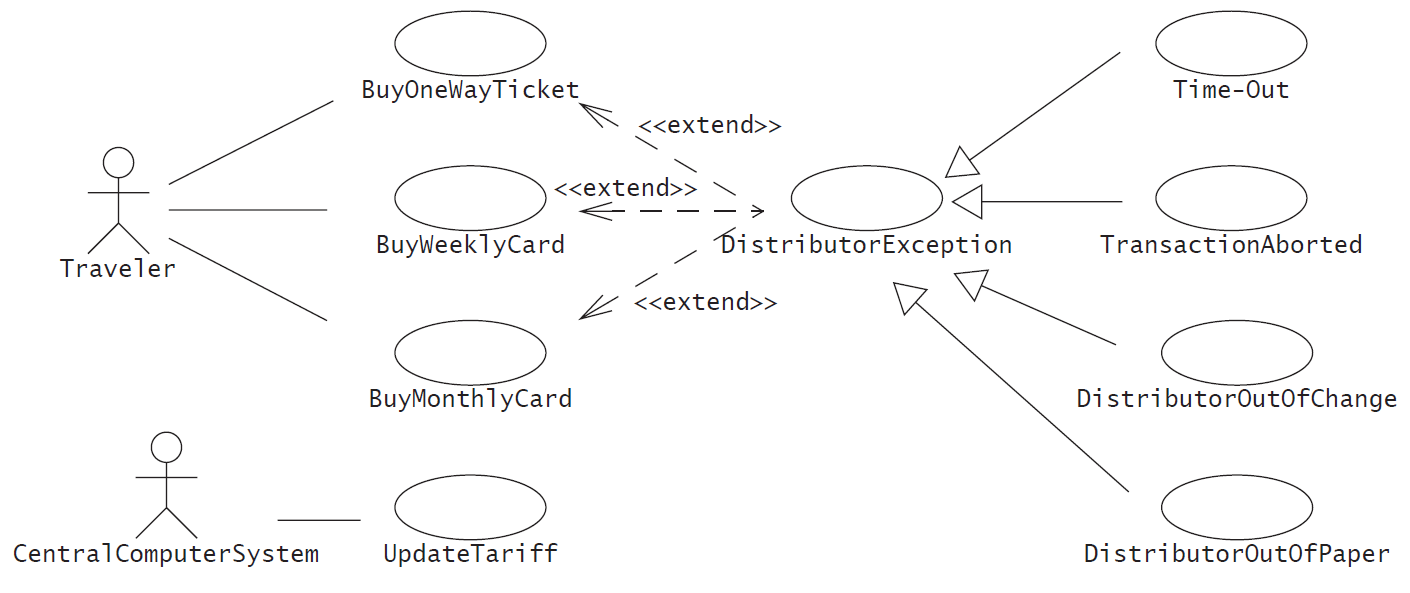 BuyOneWayTicket
Time-Out
<<extend>>
<<extend>>
BuyWeeklyCard
DistributorException
TransactionAborted
Traveler
<<extend>>
BuyMonthlyCard
DistributorOutOfChange
CentralComputerSystem
UpdateTariff
DistributorOutOfPaper